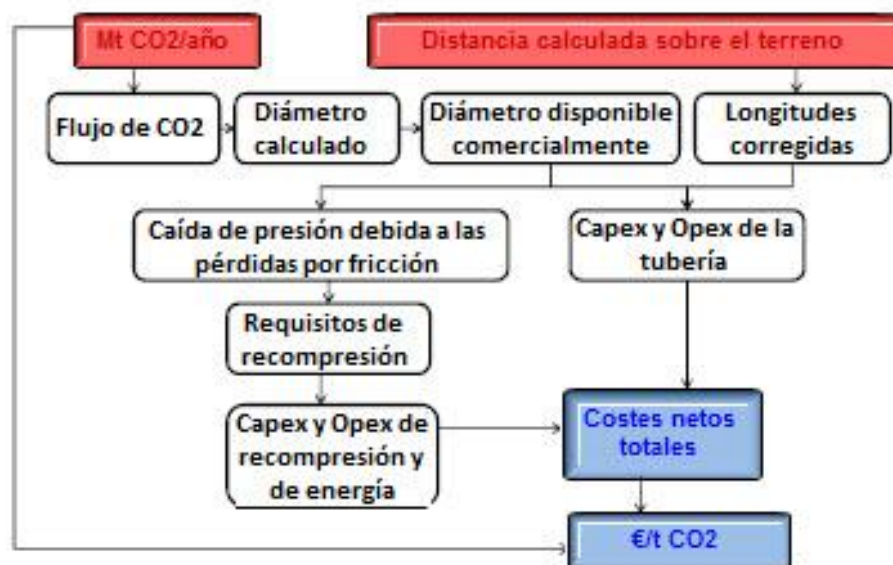 Mt CO2/año
Distancia calculada sobre el terreno
Flujo de CO2
Diámetro
calculado
Diámetro disponible
comercialmente
Longitudes
corregidas
Caída de presión debida a las
pérdidas por fricción
Capex y Opex de la
tubería
Requisitos de
recompresión
Capex y Opex de
recompresión y
de energía
Costes netos
totales
€/t CO2